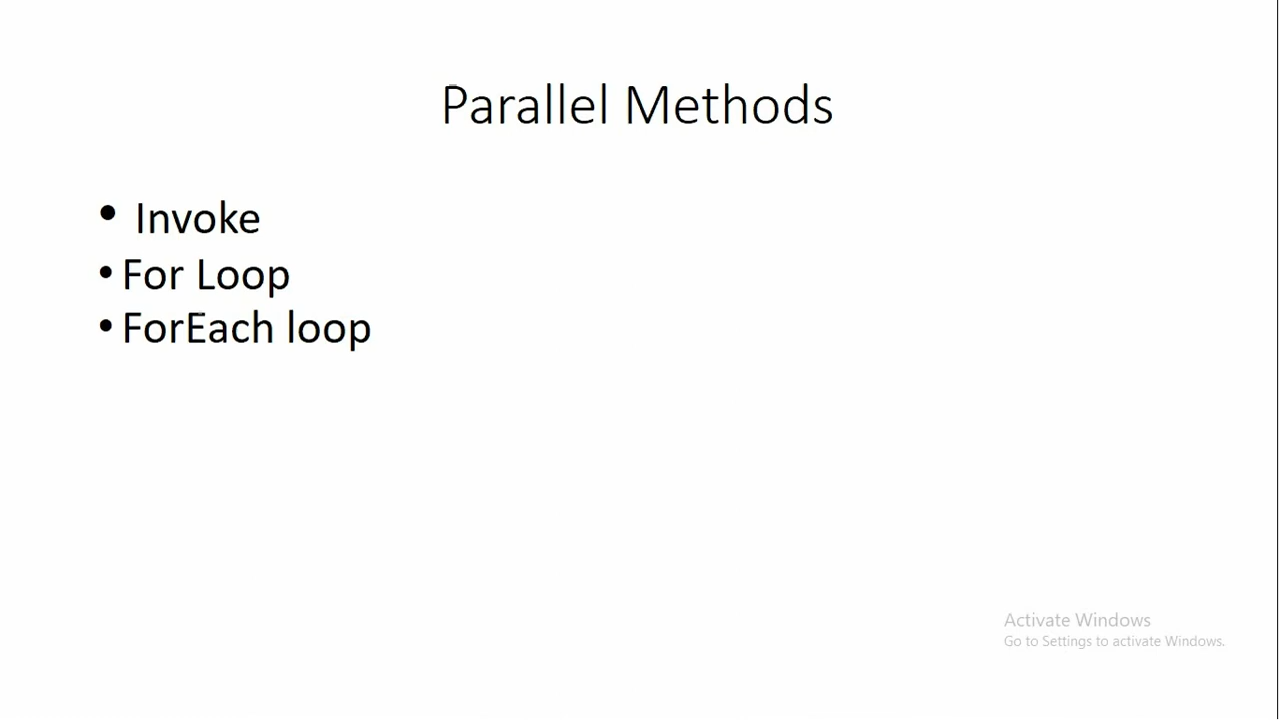 Parallel Methods
• Invoke
• For Loop
• ForEach loop
Activate Windows
Go to Settings to activate Windows.